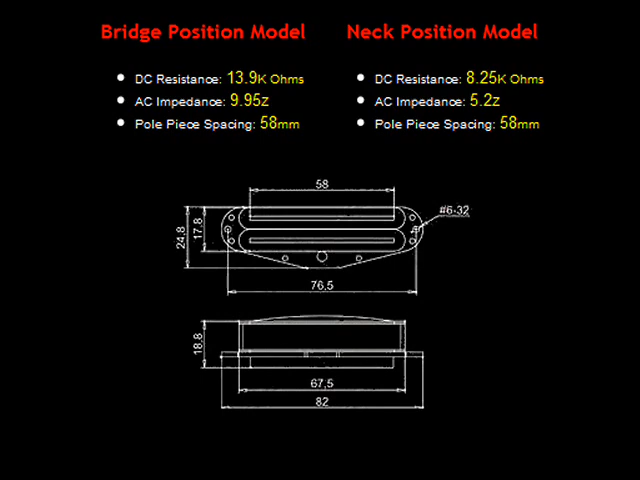 Bridge Position Model
Neck Position Model
DC Resistance: 13.9K Ohms
AC Impedance: 9.95z
Pole Piece Spacing: 58mm
DC Resistance: 8.25K Ohms
AC Impedance: 5.2z
Pole Piece Spacing: 58mm
58
#6-32
24,8
17,8
76,5
18,8
67,5
82